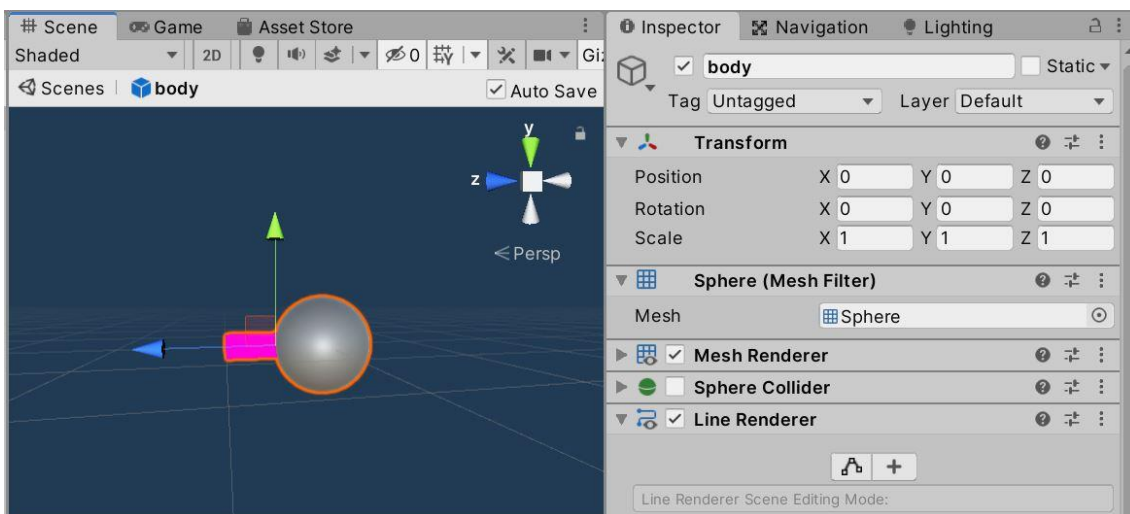 Scene Game Asset Store
Shaded 2D 0 Giz
Scenes body Auto Save
y
z
Persp
Inspector Navigation Lighting
body Static
Tag Untagged Layer Default
Transform
Position X 0 Y 0 Z 0
Rotation X 0 Y 0 Z 0
Scale X 1 Y 1 Z 1
Sphere (Mesh Filter)
Mesh Sphere
Mesh Renderer
Sphere Collider
Line Renderer
Line Renderer Scene Editing Mode: